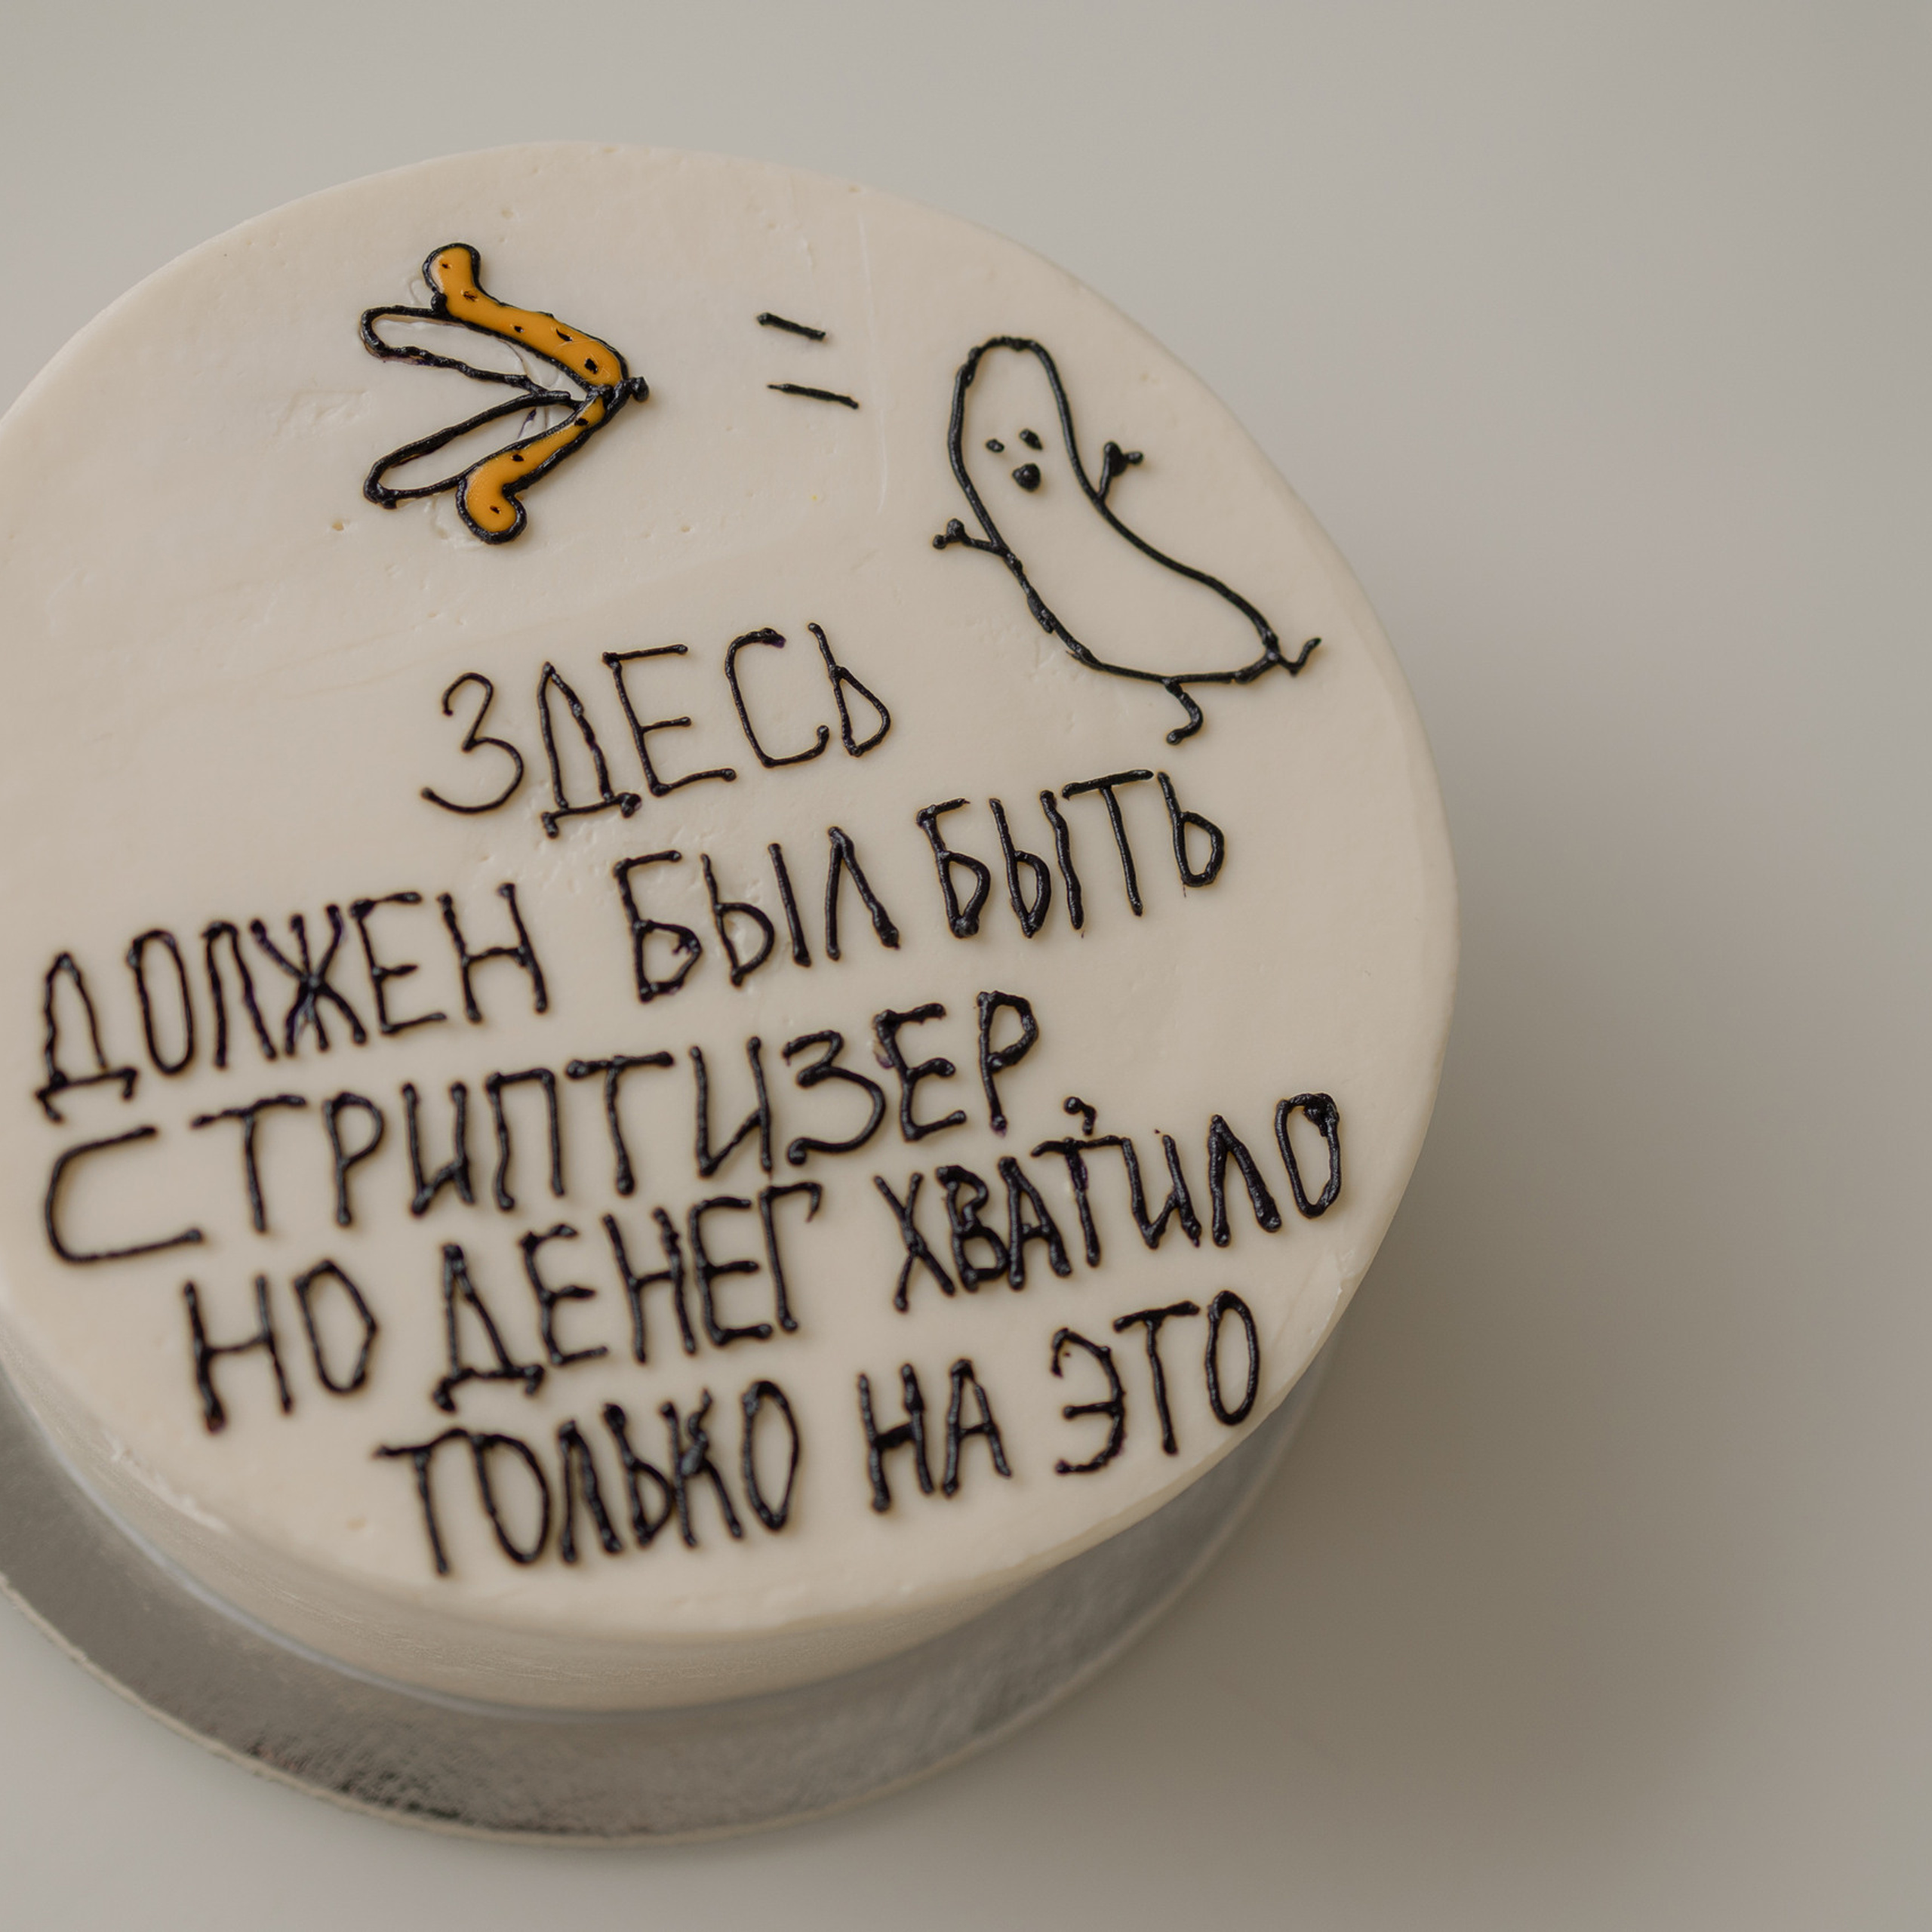 ЗДЕСЬ
ДОЛЖЕН БЫЛ БЫТЬ
СТРИПТИЗЕР,
НО ДЕНЕГ ХВАТИЛО
ТОЛЬКО НА ЭТО